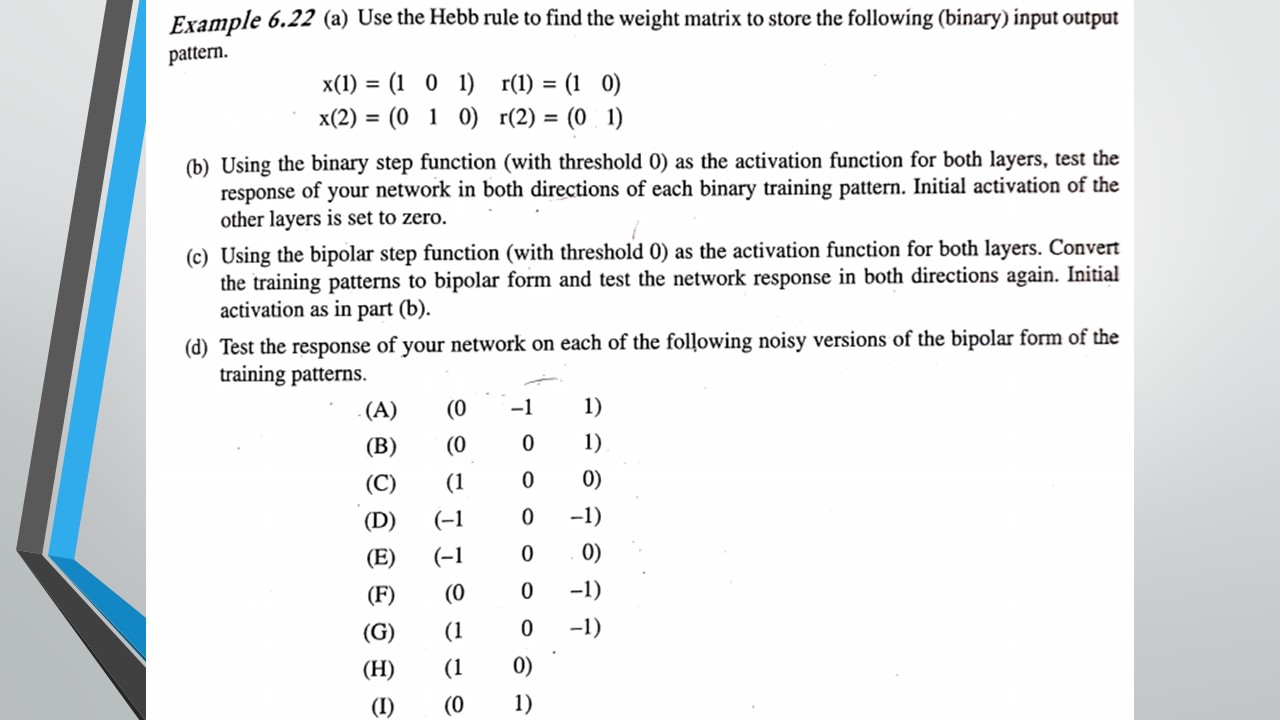 Example 6.22 (a) Use the Hebb rule to find the weight matrix to store the following (binary) input output
pattern.
x(1) = (1 0 1) r(1) = (1 0)
x(2) = (0 1 0) r(2) = (0 1)
(b) Using the binary step function (with threshold 0) as the activation function for both layers, test the
response of your network in both directions of each binary training pattern. Initial activation of the
other layers is set to zero.
(c) Using the bipolar step function (with threshold 0) as the activation function for both layers. Convert
the training patterns to bipolar form and test the network response in both directions again. Initial
activation as in part (b).
(d) Test the response of your network on each of the following noisy versions of the bipolar form of the
training patterns.
(A) (0 –1 1)
(B) (0 0 1)
(C) (1 0 0)
(D) (–1 0 –1)
(E) (–1 0 0)
(F) (0 0 –1)
(G) (1 0 –1)
(H) (1 0)
(I) (0 1)